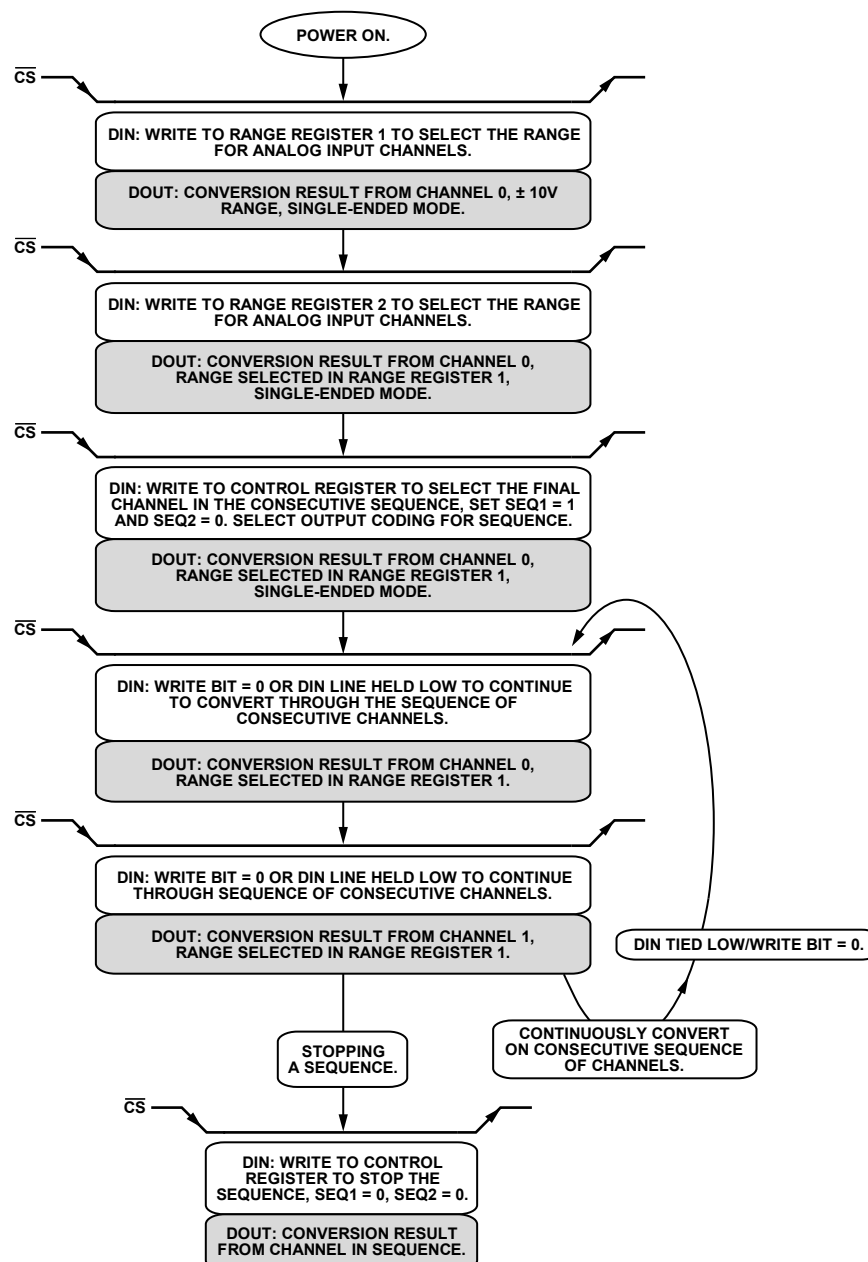 POWER ON.
CS
DIN: WRITE TO RANGE REGISTER 1 TO SELECT THE RANGE
FOR ANALOG INPUT CHANNELS.
DOUT: CONVERSION RESULT FROM CHANNEL 0, ± 10V
RANGE, SINGLE-ENDED MODE.
CS
DIN: WRITE TO RANGE REGISTER 2 TO SELECT THE RANGE
FOR ANALOG INPUT CHANNELS.
DOUT: CONVERSION RESULT FROM CHANNEL 0,
RANGE SELECTED IN RANGE REGISTER 1,
SINGLE-ENDED MODE.
CS
DIN: WRITE TO CONTROL REGISTER TO SELECT THE FINAL
CHANNEL IN THE CONSECUTIVE SEQUENCE, SET SEQ1 = 1
AND SEQ2 = 0. SELECT OUTPUT CODING FOR SEQUENCE.
DOUT: CONVERSION RESULT FROM CHANNEL 0,
RANGE SELECTED IN RANGE REGISTER 1,
SINGLE-ENDED MODE.
CS
DIN: WRITE BIT = 0 OR DIN LINE HELD LOW TO CONTINUE
TO CONVERT THROUGH THE SEQUENCE OF
CONSECUTIVE CHANNELS.
DOUT: CONVERSION RESULT FROM CHANNEL 0,
RANGE SELECTED IN RANGE REGISTER 1.
CS
DIN: WRITE BIT = 0 OR DIN LINE HELD LOW TO CONTINUE
THROUGH SEQUENCE OF CONSECUTIVE CHANNELS.
DOUT: CONVERSION RESULT FROM CHANNEL 1,
RANGE SELECTED IN RANGE REGISTER 1.
DIN TIED LOW/WRITE BIT = 0.
CONTINUOUSLY CONVERT
ON CONSECUTIVE SEQUENCE
OF CHANNELS.
STOPPING
A SEQUENCE.
CS
DIN: WRITE TO CONTROL
REGISTER TO STOP THE
SEQUENCE, SEQ1 = 0, SEQ2 = 0.
DOUT: CONVERSION RESULT
FROM CHANNEL IN SEQUENCE.